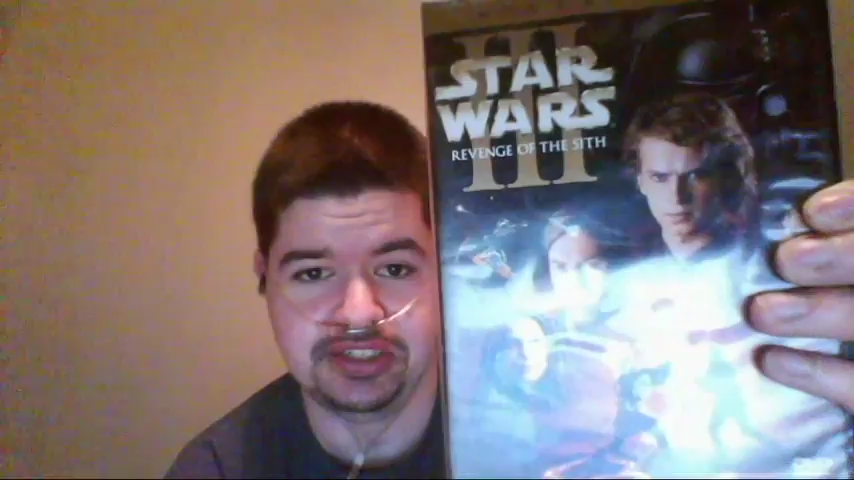 III
STAR
WARS
REVENGE OF THE SITH